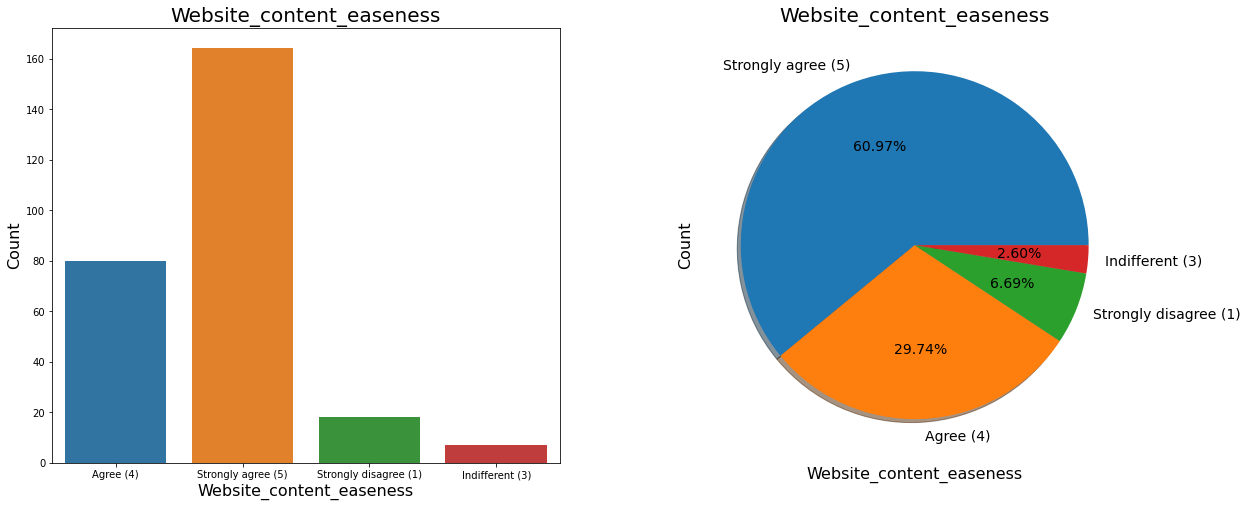 Website_content_easeness
Count
160
140
120
100
80
60
40
20
0
Agree (4) Strongly agree (5) Strongly disagree (1) Indifferent (3)
Website_content_easeness
Website_content_easeness
Count
Strongly agree (5)
60.97%
2.60%
Indifferent (3)
6.69%
Strongly disagree (1)
29.74%
Agree (4)
Website_content_easeness